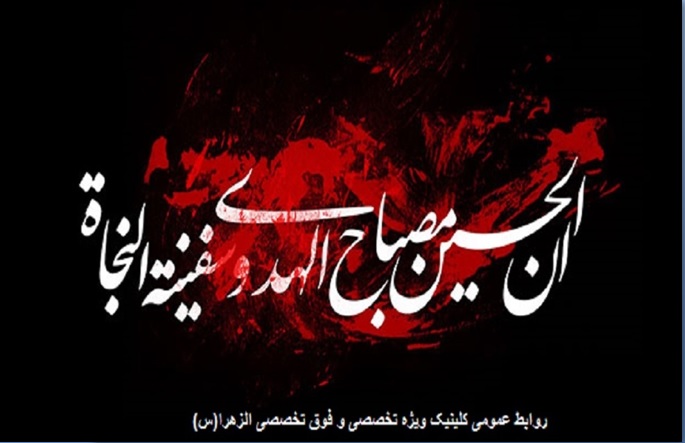 ان الحسین مصباح الهدی و سفینة النجاة
روابط عمومی کلینیک ویژه تخصصی و فوق تخصصی الزهرا(س)